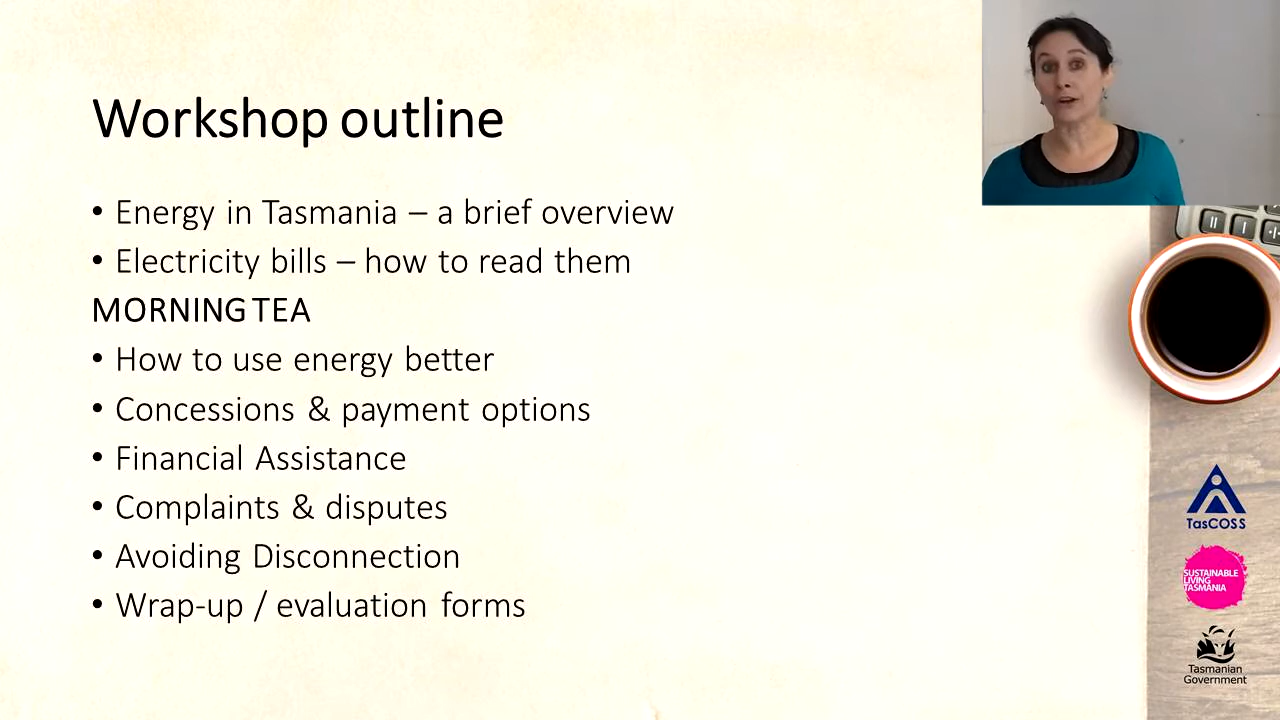 Workshop outline
• Energy in Tasmania – a brief overview
• Electricity bills – how to read them
MORNING TEA
• How to use energy better
• Concessions & payment options
• Financial Assistance
• Complaints & disputes
• Avoiding Disconnection
• Wrap-up / evaluation forms
TasCOSS
SUSTAINABLE
LIVING
TASMANIA
Tasmanian
Government